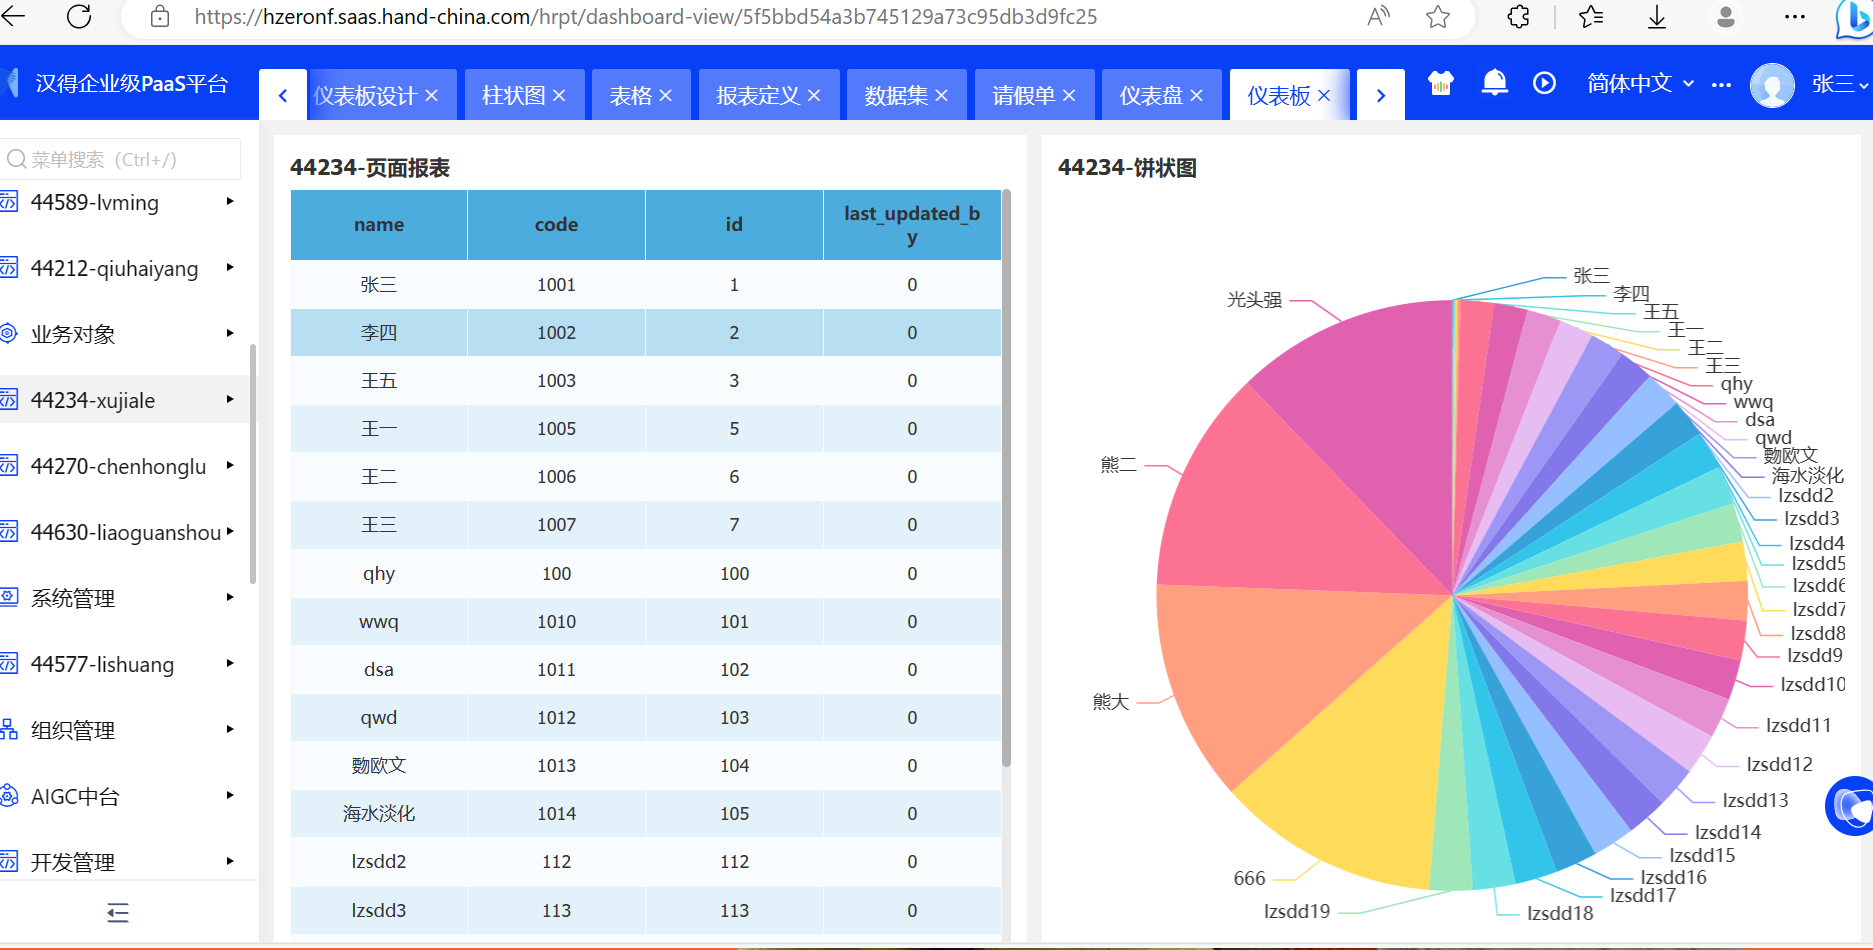 https://hzeronf.saas.hand-china.com/hrpt/dashboard-view/5f5bbd54a3b745129a73c95db3d9fc25
汉得企业级PaaS平台
仪表板设计 ×
柱状图 ×
表格 ×
报表定义 ×
数据集 ×
请假单 ×
仪表盘 ×
仪表板 ×
简体中文
张三
菜单搜索（Ctrl+/）
44589-lvming
44212-qiuhaiyang
业务对象
44234-xujiale
44270-chenhonglu
44630-liaoguanshou
系统管理
44577-lishuang
组织管理
AIGC中台
开发管理
44234-页面报表
name code id last_updated_b
y
张三 1001 1 0
李四 1002 2 0
王五 1003 3 0
王一 1005 5 0
王二 1006 6 0
王三 1007 7 0
qhy 100 100 0
wwq 1010 101 0
dsa 1011 102 0
qwd 1012 103 0
欧文 1013 104 0
海水淡化 1014 105 0
lzsdd2 112 112 0
lzsdd3 113 113 0
44234-饼状图
张三
李四
王五
王一
王二
王三
qhy
wwq
dsa
qwd
欧文
海水淡化
lzsdd2
lzsdd3
lzsdd4
lzsdd5
lzsdd6
lzsdd7
lzsdd8
lzsdd9
lzsdd10
lzsdd11
lzsdd12
lzsdd13
lzsdd14
lzsdd15
lzsdd16
lzsdd17
lzsdd18
lzsdd19
666
熊大
熊二
光头强